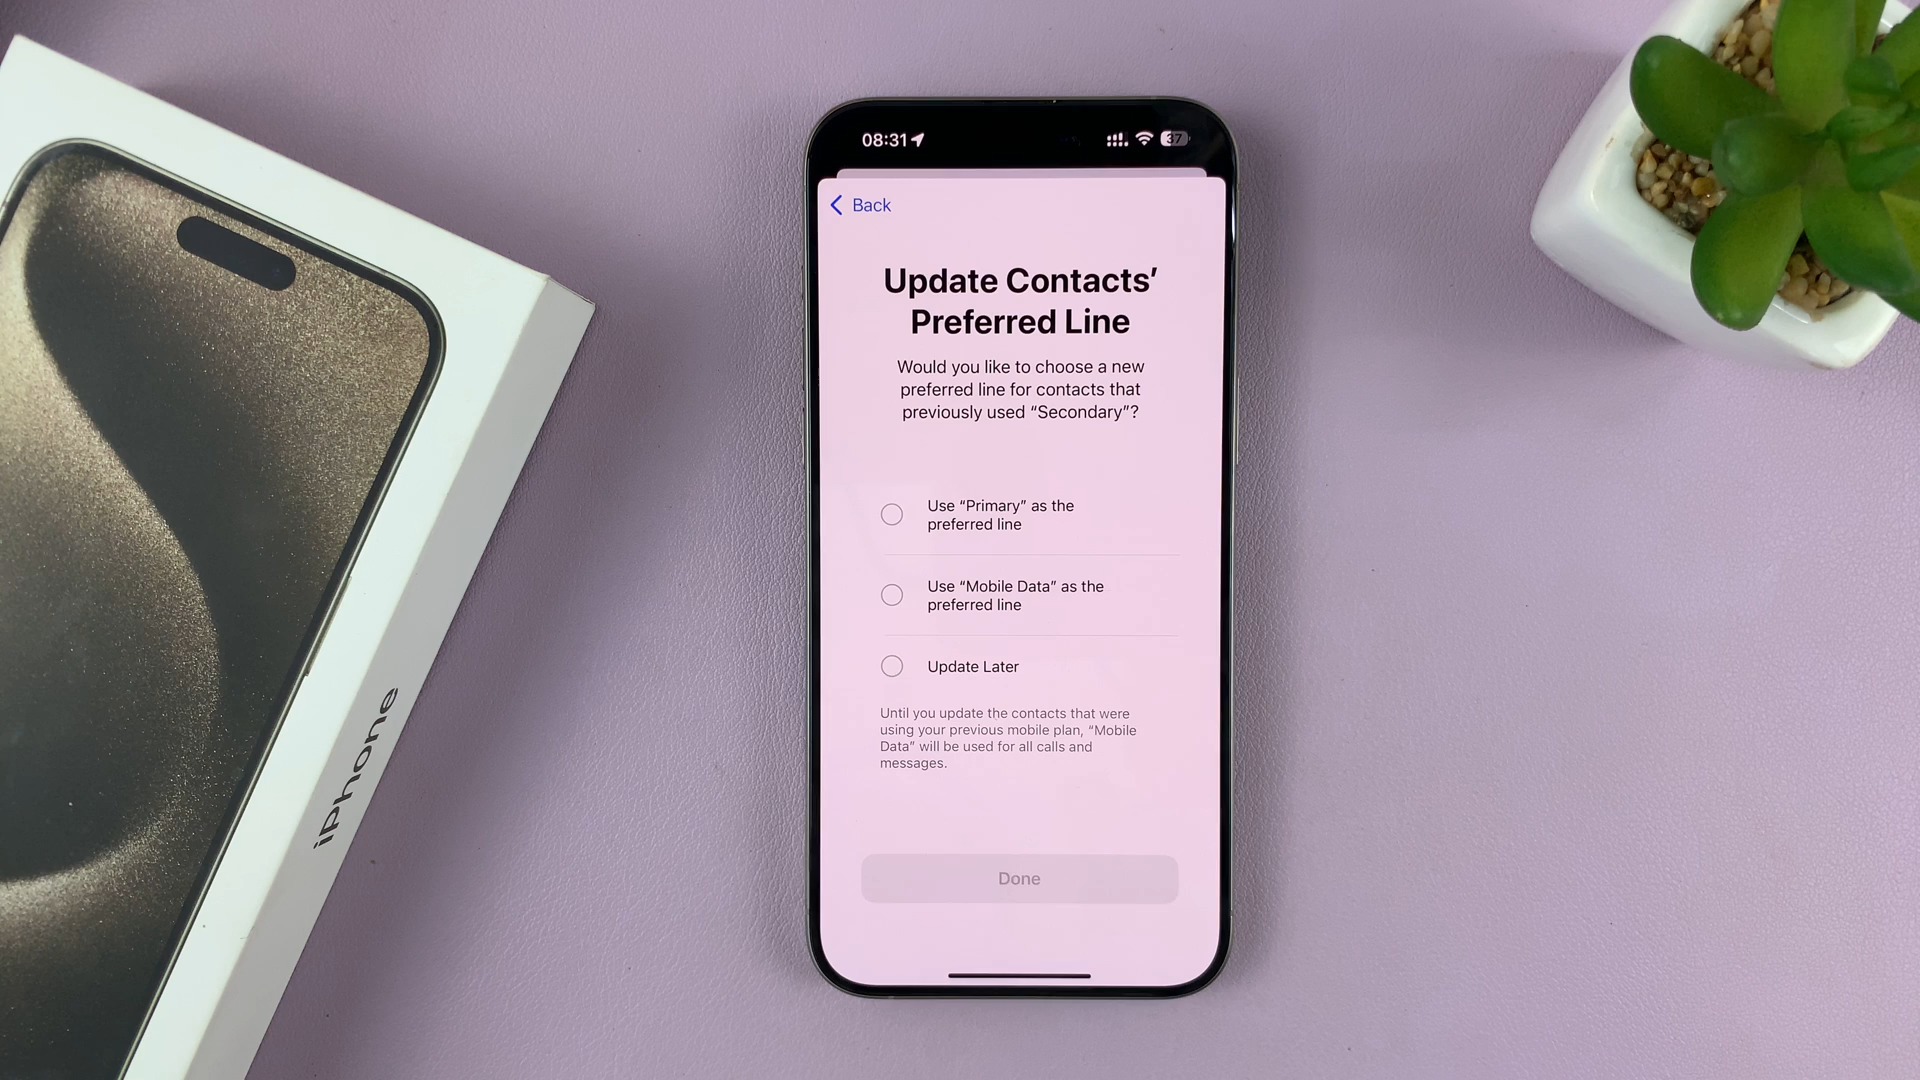 08:31
37
Back
Update Contacts’
Preferred Line
Would you like to choose a new
preferred line for contacts that
previously used “Secondary”?
Use “Primary” as the
preferred line
Use “Mobile Data” as the
preferred line
Update Later
Until you update the contacts that were
using your previous mobile plan, “Mobile
Data” will be used for all calls and
messages.
Done
iPhone